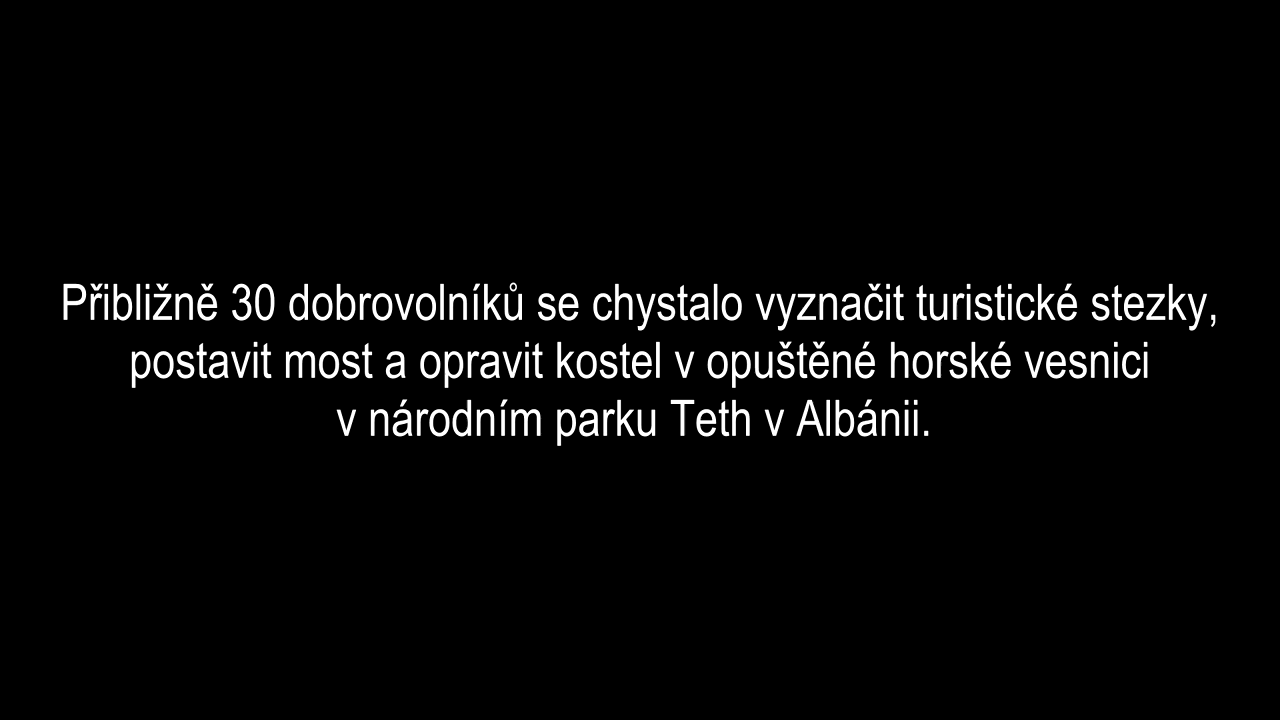 Přibližně 30 dobrovolníků se chystalo vyznačit turistické stezky,
postavit most a opravit kostel v opuštěné horské vesnici
v národním parku Teth v Albánii.